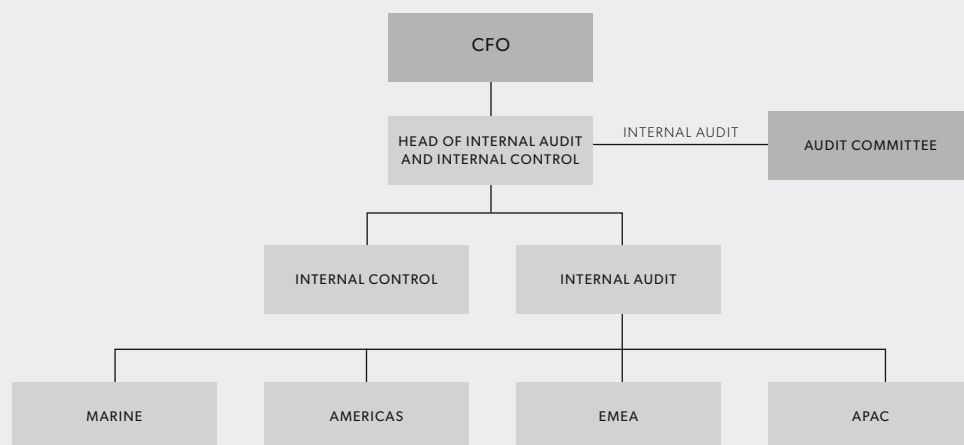 CFO
HEAD OF INTERNAL AUDIT
AND INTERNAL CONTROL
INTERNAL AUDIT
AUDIT COMMITTEE
INTERNAL CONTROL
INTERNAL AUDIT
MARINE
AMERICAS
EMEA
APAC